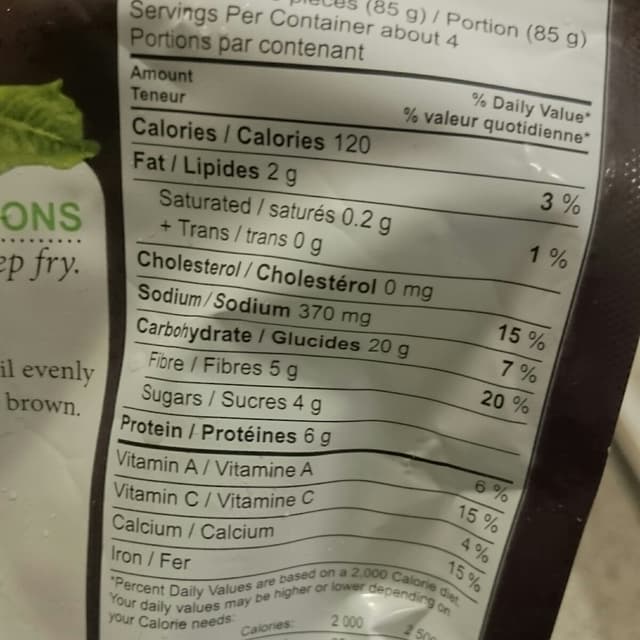 (85 g) / Portion (85 g)
Servings Per Container about 4
Portions par contenant
Amount
Teneur
% Daily Value*
% valeur quotidienne*
Calories / Calories 120
Fat / Lipides 2 g 3 %
Saturated / saturés 0.2 g
+ Trans / trans 0 g 1 %
Cholesterol / Cholestérol 0 mg
Sodium / Sodium 370 mg 15 %
Carbohydrate / Glucides 20 g 7 %
Fibre / Fibres 5 g 20 %
Sugars / Sucres 4 g
Protein / Protéines 6 g
Vitamin A / Vitamine A 6 %
Vitamin C / Vitamine C 15 %
Calcium / Calcium 4 %
Iron / Fer 15 %
*Percent Daily Values are based on a 2,000 Calorie diet.
Your daily values may be higher or lower depending on
your Calorie needs:
Calories: 2 000
ONS
ep fry.
il evenly
brown.